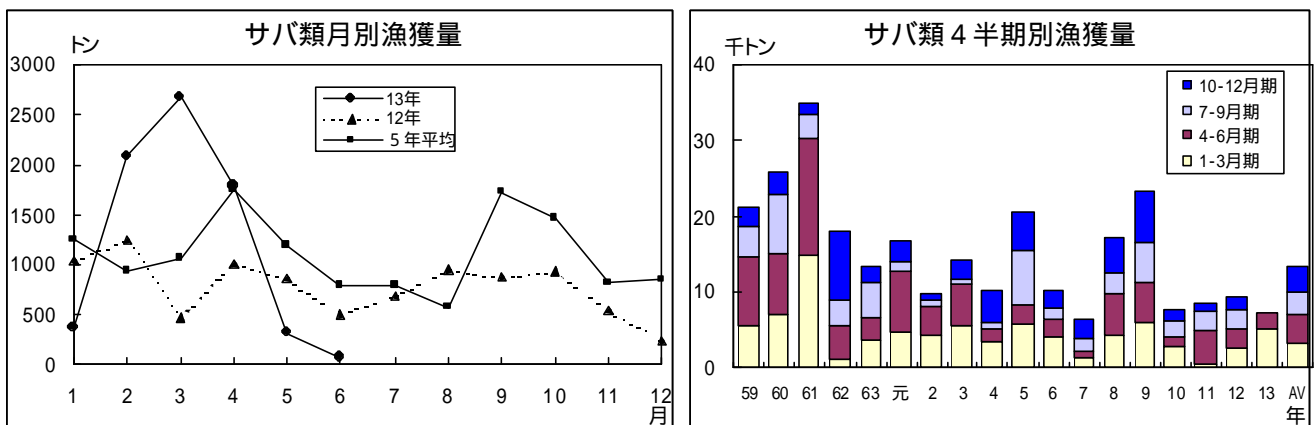 サバ類月別漁獲量
トン
3000
2500
2000
1500
1000
500
0
13年
12年
５年平均
1 2 3 4 5 6 7 8 9 10 11 12
月
サバ類４半期別漁獲量
千トン
40
30
20
10
0
10-12月期
7-9月期
4-6月期
1-3月期
59 60 61 62 63 元 2 3 4 5 6 7 8 9 10 11 12 13 AV
年